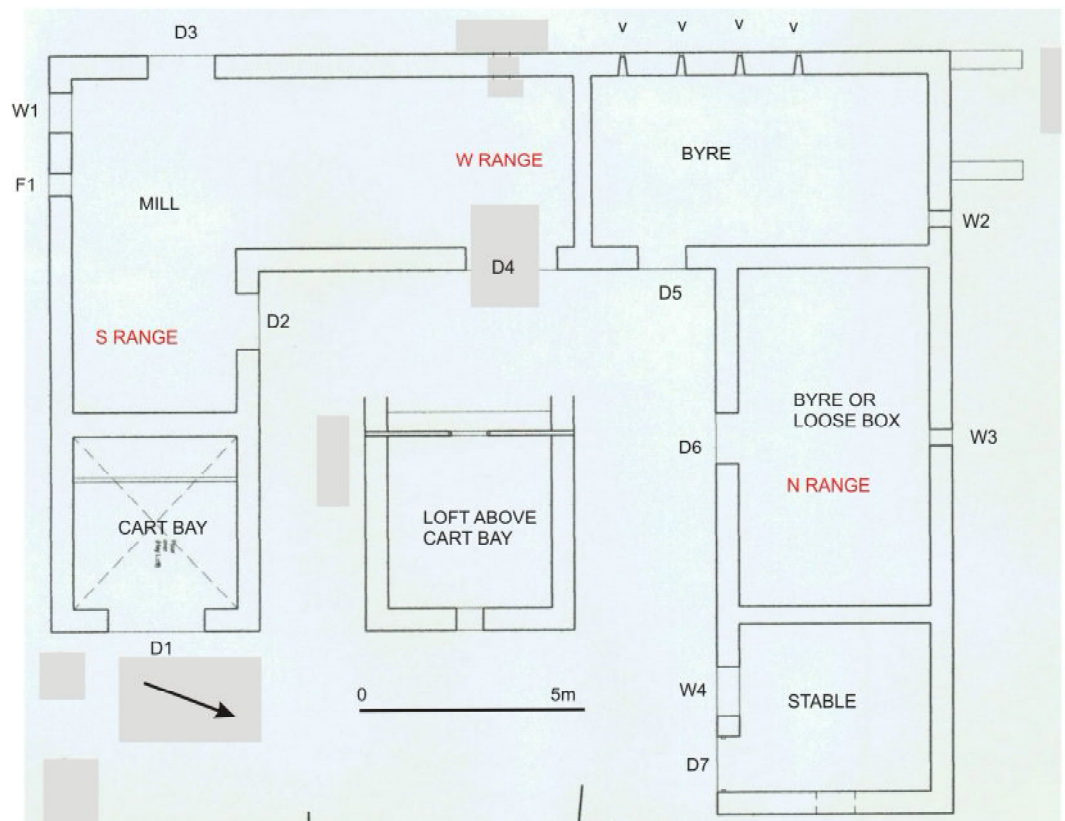 D3
v v v v
W1
W RANGE
BYRE
F1
MILL
W2
D4
D5
D2
S RANGE
BYRE OR
LOOSE BOX
D6
W3
N RANGE
LOFT ABOVE
CART BAY
CART BAY
D1
0 5m
W4
STABLE
D7